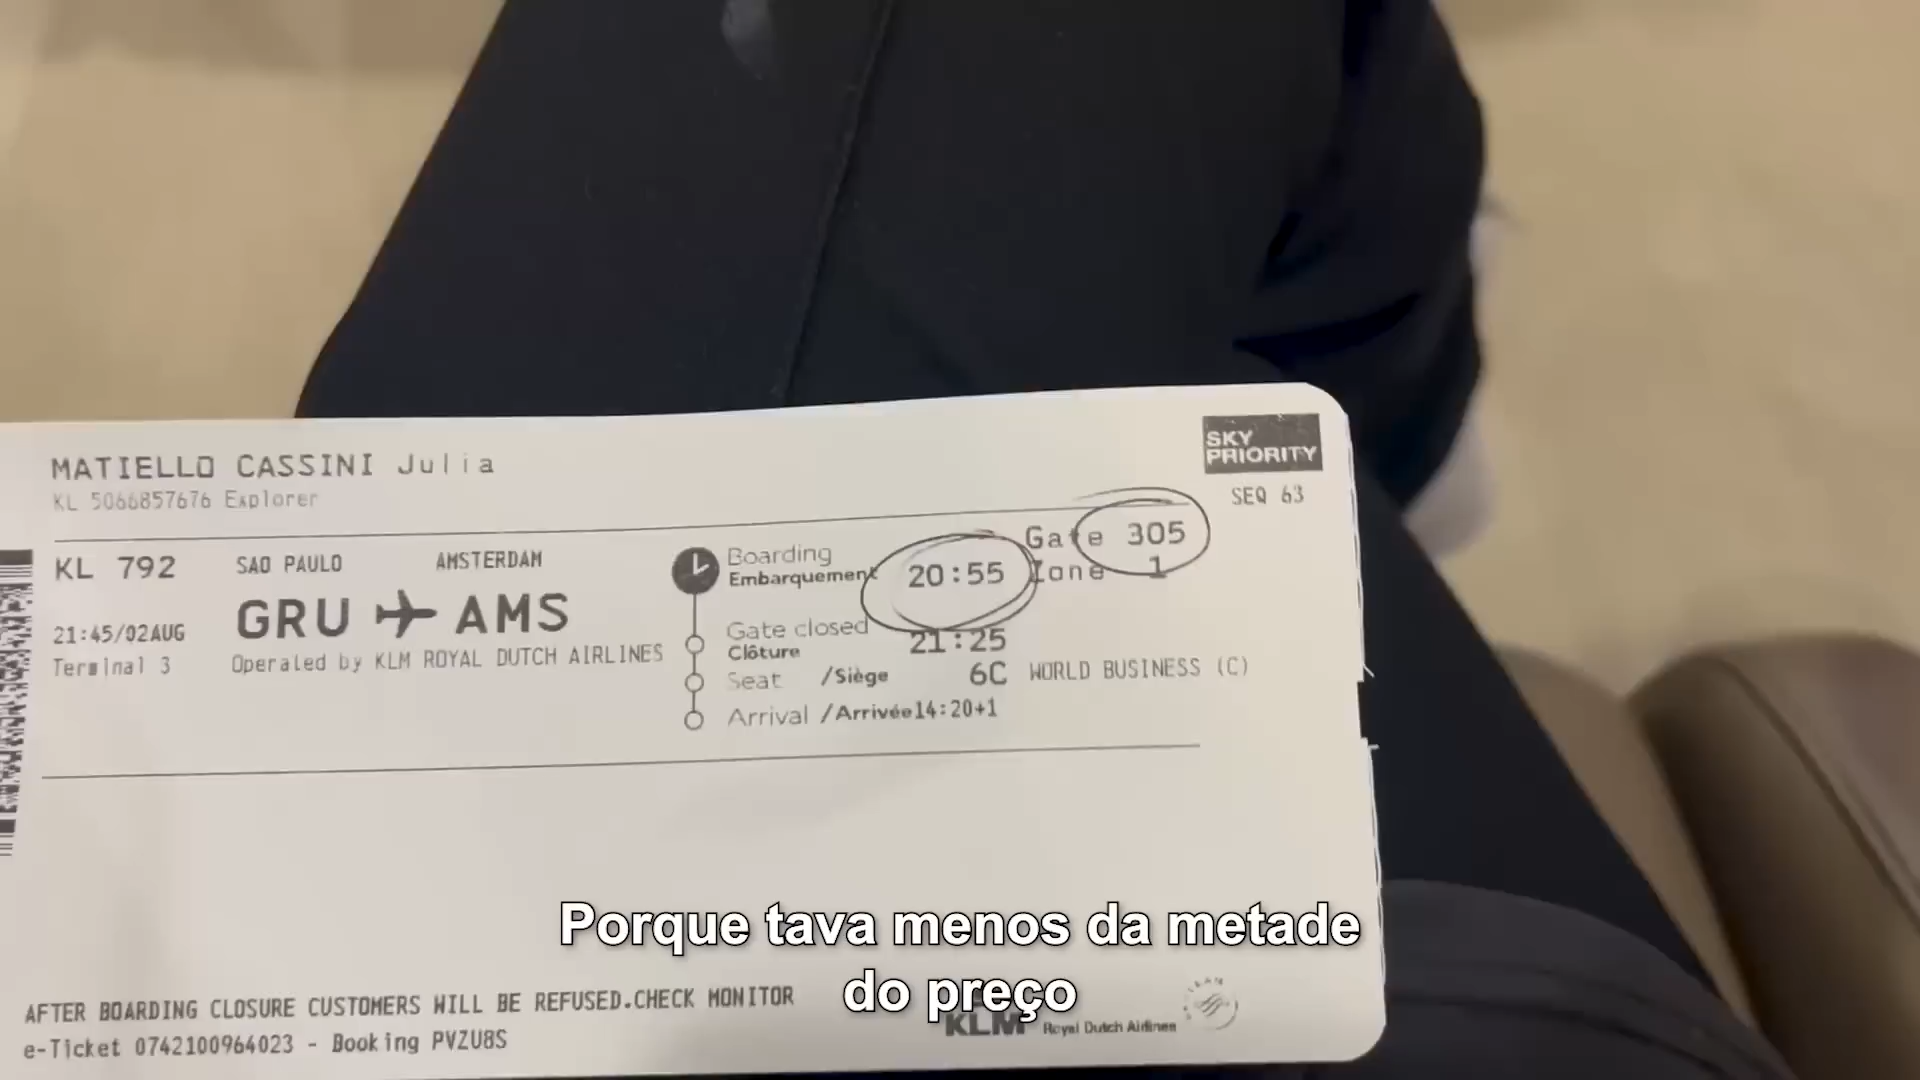 MATIELLO CASSINI Julia
KL 5066857676 Explorer
SKY
PRIORITY
SEQ 63
KL 792
SAO PAULO AMSTERDAM
GRU AMS
21:45/02AUG
Terminal 3
Operated by KLM ROYAL DUTCH AIRLINES
Boarding
Embarquement 20:55
Gate 305
Zone 1
Gate closed
Clôture 21:25
Seat /Siège 6C WORLD BUSINESS (C)
Arrival /Arrivée14:20+1
Porque tava menos da metade
do preço
AFTER BOARDING CLOSURE CUSTOMERS WILL BE REFUSED.CHECK MONITOR
e-Ticket 0742100964023 - Booking PVZU8S
KLM Royal Dutch Airlines